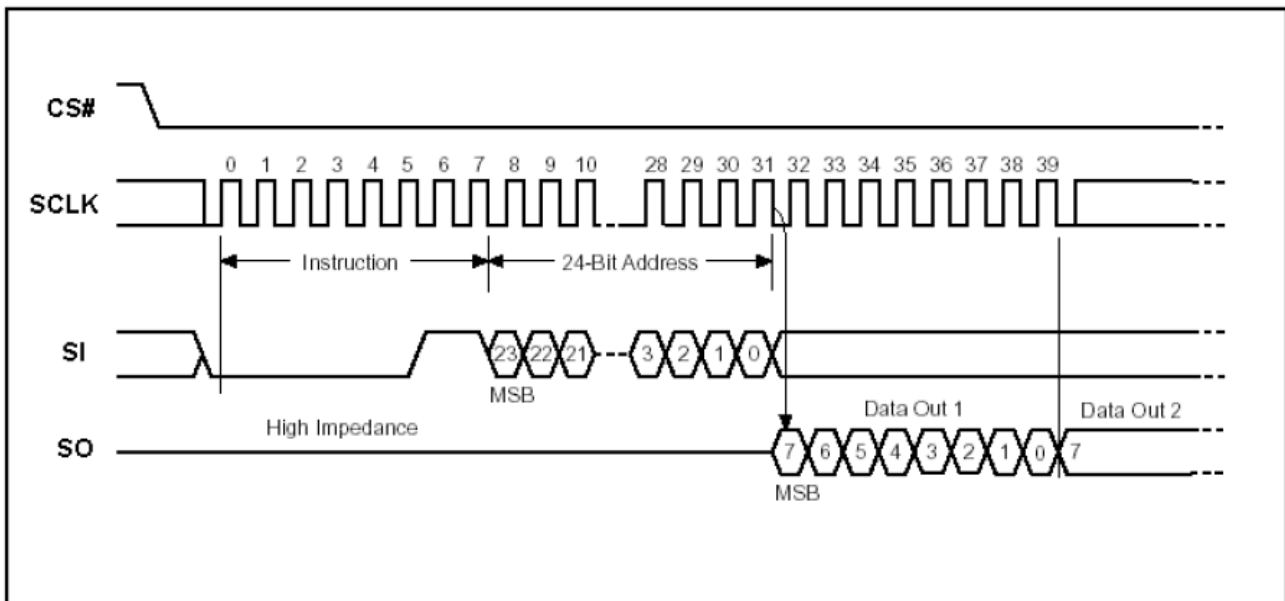 CS#
0 1 2 3 4 5 6 7 8 9 10 28 29 30 31 32 33 34 35 36 37 38 39
SCLK
Instruction 24-Bit Address
SI 23 22 21 3 2 1 0
MSB
High Impedance Data Out 1 Data Out 2
SO 7 6 5 4 3 2 1 0 7
MSB